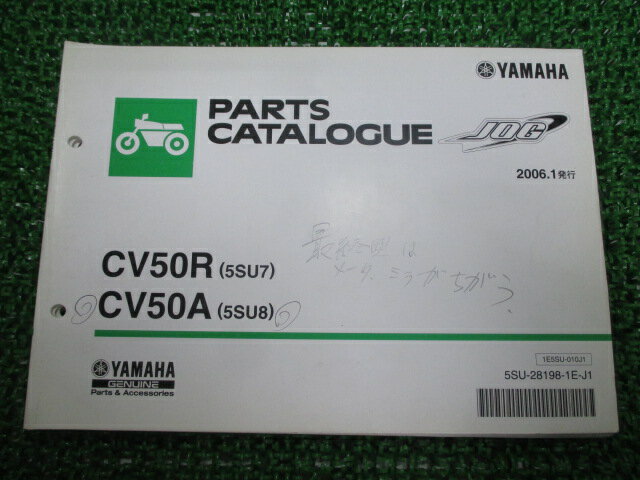 YAMAHA
PARTS
CATALOGUE
JOG
2006.1発行
最終型は
メータ、ミラーがちがう。
CV50R (5SU7)
CV50A (5SU8)
YAMAHA
GENUINE
Parts & Accessories
1E5SU-010J1
5SU-28198-1E-J1